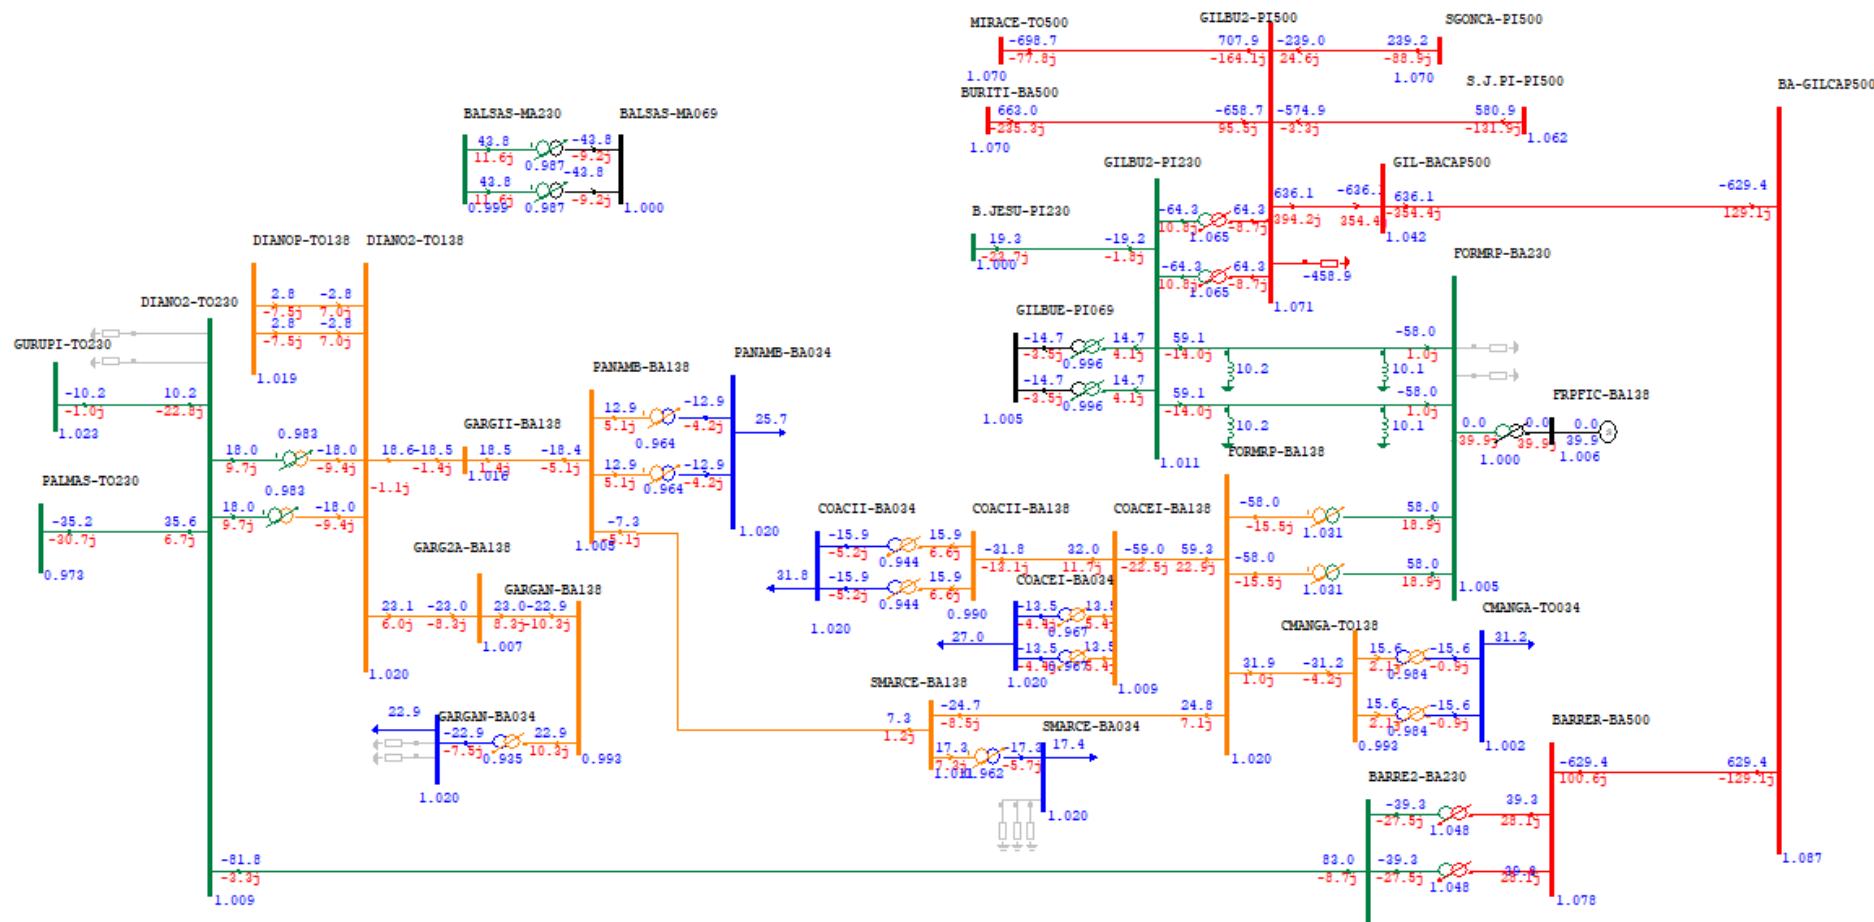 MIRACE-TO500
GILBU2-PI500
SGONCA-PI500
-698.7
707.9
-239.0
239.2
-77.8j
-164.1j
24.6j
-88.9j
1.070
1.070
BURITI-BA500
S.J.PI-PI500
BA-GILCAP500
663.0
-658.7
-574.9
580.9
-235.3j
95.5j
-3.3j
-131.9j
1.070
1.062
BALSAS-MA230
BALSAS-MA069
43.8
-43.8
11.6j
0.987
-9.2j
43.8
-43.8
11.6j
0.987
-9.2j
0.999
1.000
GILBU2-PI230
GIL-BACAP500
636.1
-636.1
636.1
-629.4
394.2j
354.4
-354.4j
129.1j
1.042
B.JESU-PI230
-64.3
64.3
10.8j
1.065
-8.7j
19.3
-19.2
-23.7j
-1.8j
1.000
-64.3
64.3
10.8j
1.065
-8.7j
-458.9
1.071
DIANOP-TO138
DIANO2-TO138
FORMRP-BA230
2.8
-2.8
-7.5j
7.0j
2.8
-2.8
-7.5j
7.0j
1.019
DIANO2-TO230
GURUPI-TO230
-10.2
10.2
-1.0j
-22.8j
1.023
GILBUE-PI069
-14.7
14.7
59.1
-58.0
-3.5j
0.996
4.1j
-14.0j
1.0j
10.2
10.1
-14.7
14.7
59.1
-58.0
-3.5j
0.996
4.1j
-14.0j
1.0j
10.2
10.1
1.005
1.011
FRPFIC-BA138
0.0
0.0
0.0
39.9j
39.9j
39.9
1.000
1.006
PANAMB-BA138
PANAMB-BA034
12.9
-12.9
25.7
5.1j
-4.2j
0.964
12.9
-12.9
5.1j
-4.2j
0.964
1.020
GARGII-BA138
18.0
0.983
-18.0
18.6
-18.5
18.5
-18.4
9.7j
-9.4j
-1.4j
1.4j
-5.1j
-1.1j
1.016
PALMAS-TO230
18.0
0.983
-18.0
9.7j
-9.4j
-35.2
35.6
-30.7j
6.7j
0.973
-7.3
-5.1j
1.005
FORMRP-BA138
-58.0
58.0
-15.5j
1.031
18.9j
-58.0
58.0
-15.5j
1.031
18.9j
1.005
COACII-BA034
COACII-BA138
COACEI-BA138
-15.9
15.9
-31.8
32.0
-59.0
59.3
-5.2j
0.944
6.6j
-13.1j
11.7j
-22.5j
22.9j
31.8
-15.9
15.9
-5.2j
0.944
6.6j
1.020
0.990
COACEI-BA034
-13.5
13.5
-4.4j
0.967
5.4j
27.0
-13.5
13.5
-4.4j
0.967
5.4j
1.020
1.009
GARG2A-BA138
GARGAN-BA138
23.1
-23.0
23.0
-22.9
6.0j
-8.3j
8.3j
-10.3j
1.007
1.020
CMANGA-TO138
CMANGA-TO034
31.9
-31.2
15.6
-15.6
31.2
1.0j
-4.2j
2.1j
0.984
-0.9j
15.6
-15.6
2.1j
0.984
-0.9j
0.993
1.002
SMARCE-BA138
7.3
-24.7
24.8
1.2j
-8.5j
7.1j
SMARCE-BA034
17.3
-17.3
17.4
7.3j
0.962
-5.7j
1.020
1.020
GARGAN-BA034
22.9
-22.9
22.9
-7.5j
0.935
10.3j
1.020
0.993
BARRER-BA500
-629.4
629.4
100.6j
-129.1j
BARRE2-BA230
-39.3
39.3
-27.5j
1.048
28.1j
-81.8
83.0
-39.3
-3.3j
-8.7j
-27.5j
1.048
28.1j
1.009
1.078
1.087